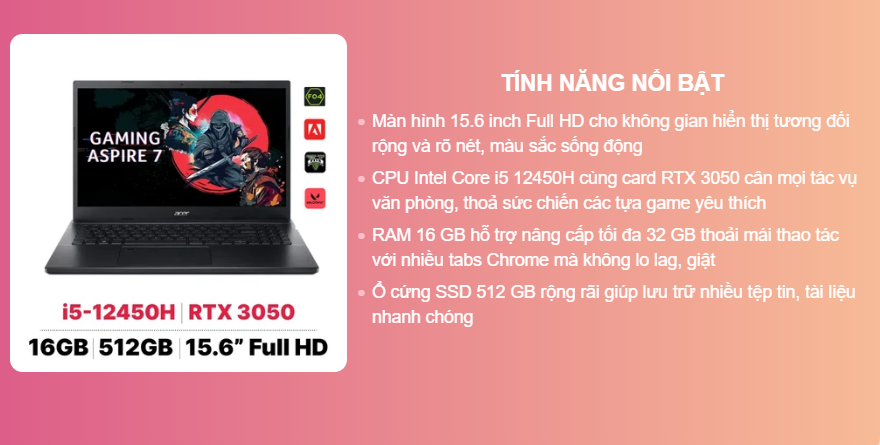 GAMING
ASPIRE 7
FO4
acer
i5-12450H | RTX 3050
16GB | 512GB | 15.6” Full HD
TÍNH NĂNG NỔI BẬT
Màn hình 15.6 inch Full HD cho không gian hiển thị tương đối
rộng và rõ nét, màu sắc sống động
CPU Intel Core i5 12450H cùng card RTX 3050 cân mọi tác vụ
văn phòng, thoả sức chiến các tựa game yêu thích
RAM 16 GB hỗ trợ nâng cấp tối đa 32 GB thoải mái thao tác
với nhiều tabs Chrome mà không lo lag, giật
Ổ cứng SSD 512 GB rộng rãi giúp lưu trữ nhiều tệp tin, tài liệu
nhanh chóng